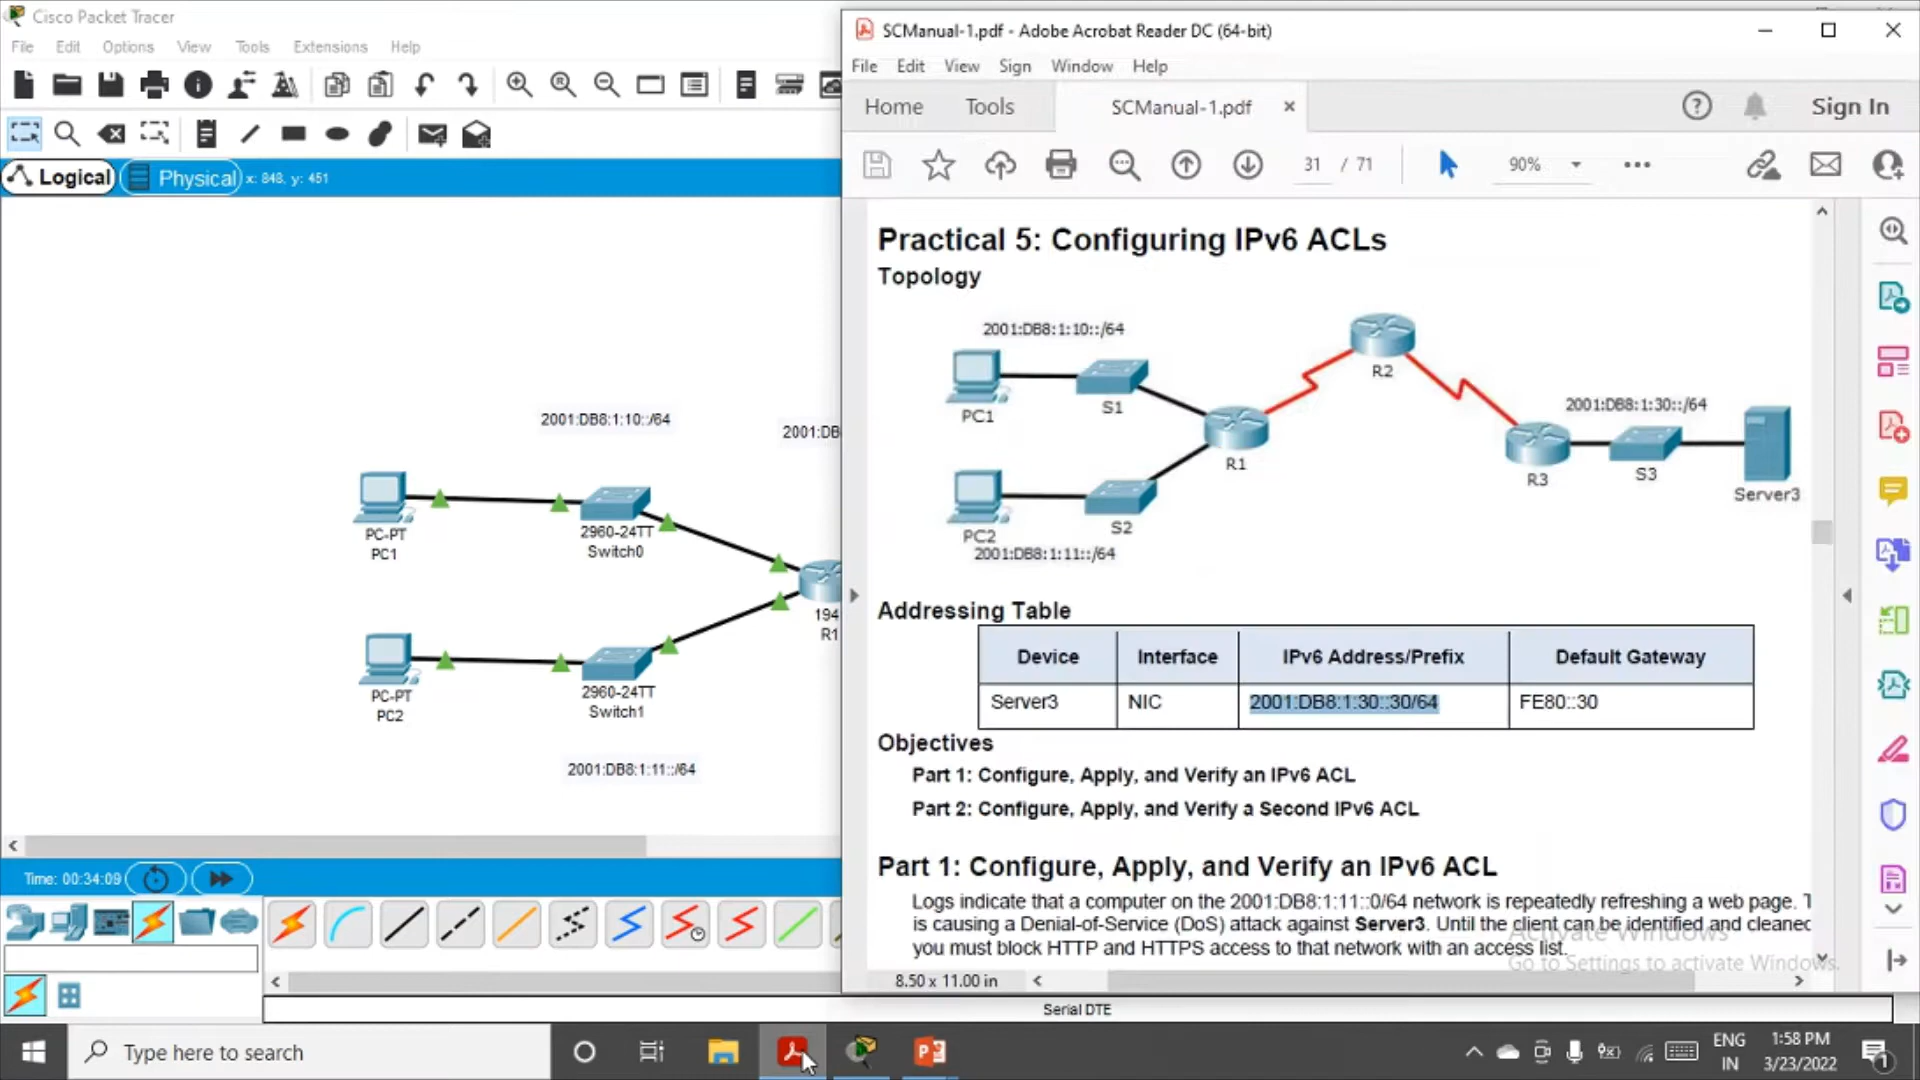 Cisco Packet Tracer
File Edit Options View Tools Extensions Help
Logical Physical x: 848, y: 451
2001:DB8:1:10::/64
2001:DB
PC-PT
PC1
2960-24TT
Switch0
194
R1
PC-PT
PC2
2960-24TT
Switch1
2001:DB8:1:11::/64
Time: 00:34:09
Serial DTE
SCManual-1.pdf - Adobe Acrobat Reader DC (64-bit)
File Edit View Sign Window Help
Home Tools SCManual-1.pdf × Sign In
31 / 71 90%
Practical 5: Configuring IPv6 ACLs
Topology
2001:DB8:1:10::/64
PC1
S1
R2
2001:DB8:1:30::/64
R1
R3
S3
Server3
PC2
S2
2001:DB8:1:11::/64
Addressing Table
Device Interface IPv6 Address/Prefix Default Gateway
Server3 NIC 2001:DB8:1:30::30/64 FE80::30
Objectives
Part 1: Configure, Apply, and Verify an IPv6 ACL
Part 2: Configure, Apply, and Verify a Second IPv6 ACL
Part 1: Configure, Apply, and Verify an IPv6 ACL
Logs indicate that a computer on the 2001:DB8:1:11::0/64 network is repeatedly refreshing a web page. T
is causing a Denial-of-Service (DoS) attack against Server3. Until the client can be identified and cleaned
you must block HTTP and HTTPS access to that network with an access list.
Activate Windows
Go to Settings to activate Windows.
8.50 x 11.00 in
Type here to search
ENG
IN
1:58 PM
3/23/2022
1